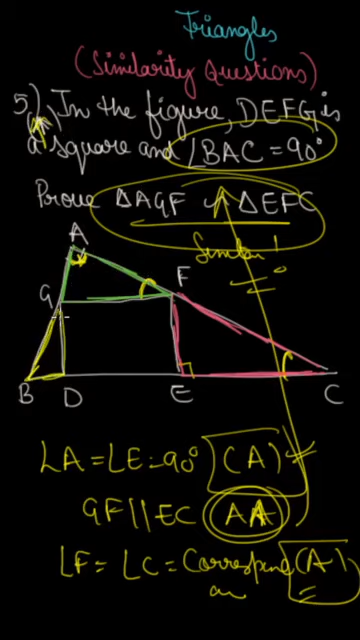 Triangles
(Similarity Questions)
5) In the figure, DEFG is
a square and ∠BAC = 90°
Prove ΔAGF ~ ΔEFC
Similar!
A
G
F
B
D
E
C
∠A = ∠E = 90° (A)
GF || EC AA
∠F = ∠C = Correspond (A)
an